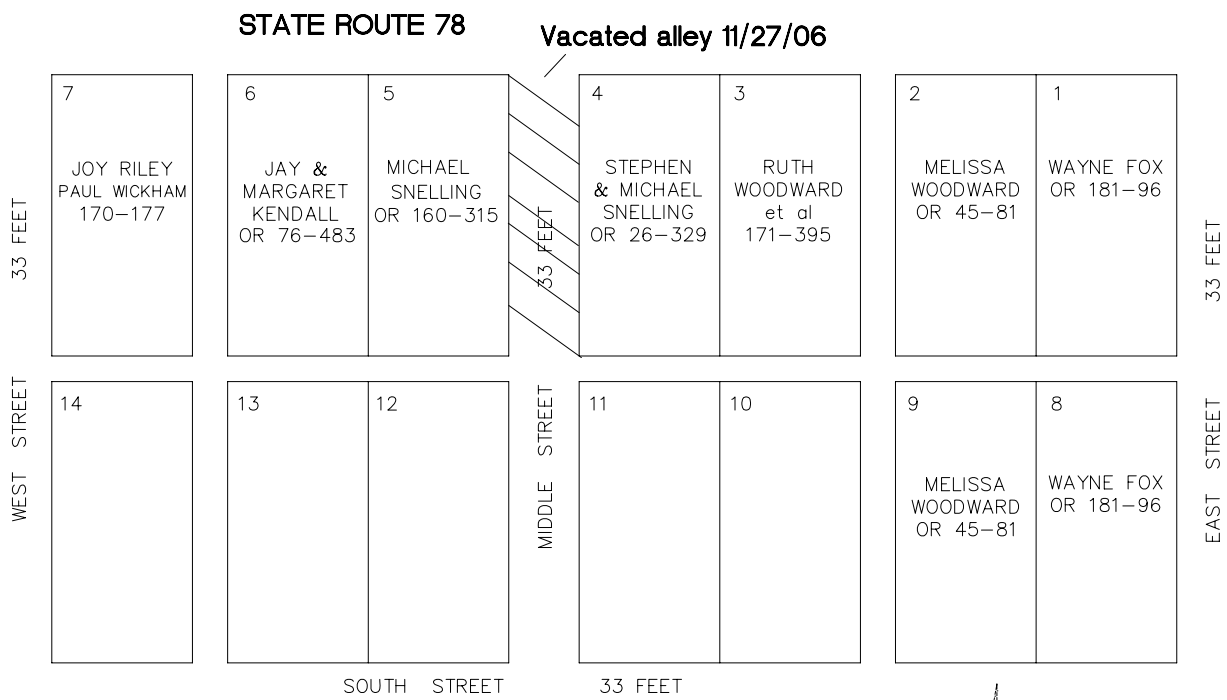 STATE ROUTE 78
Vacated alley 11/27/06
7
JOY RILEY
PAUL WICKHAM
170-177
6
JAY &
MARGARET
KENDALL
OR 76-483
5
MICHAEL
SNELLING
OR 160-315
4
STEPHEN
& MICHAEL
SNELLING
OR 26-329
3
RUTH
WOODWARD
et al
171-395
2
MELISSA
WOODWARD
OR 45-81
1
WAYNE FOX
OR 181-96
33 FEET
33 FEET
33 FEET
14
13
12
11
10
9
MELISSA
WOODWARD
OR 45-81
8
WAYNE FOX
OR 181-96
WEST STREET
MIDDLE STREET
EAST STREET
SOUTH STREET 33 FEET